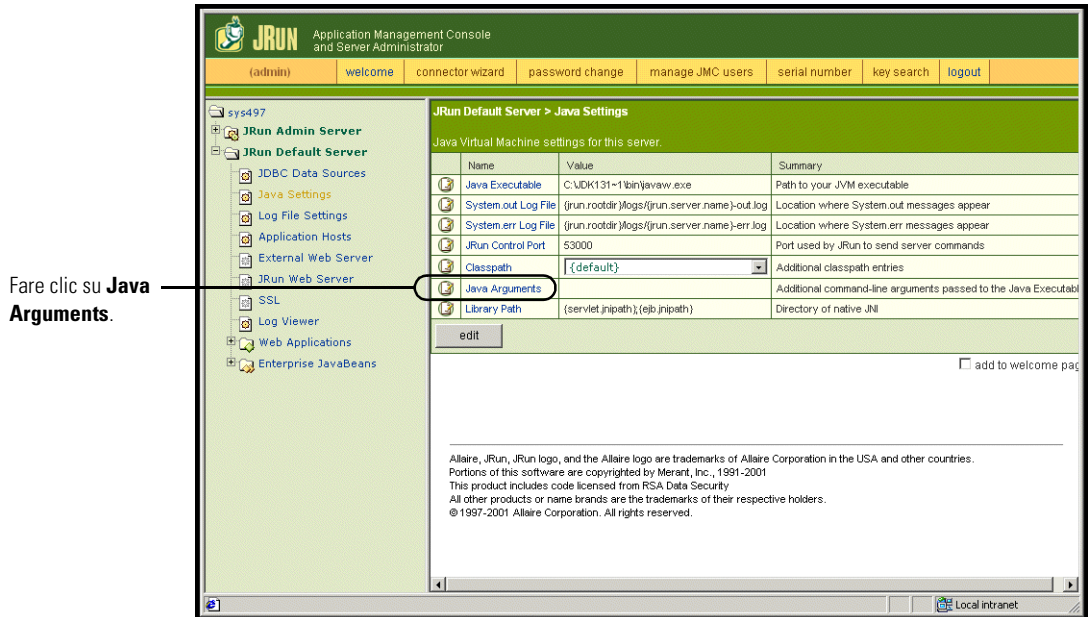 JRUN Application Management Console
and Server Administrator
(admin) welcome connector wizard password change manage JMC users serial number key search logout
sys497
JRun Admin Server
JRun Default Server
JDBC Data Sources
Java Settings
Log File Settings
Application Hosts
External Web Server
JRun Web Server
SSL
Log Viewer
Web Applications
Enterprise JavaBeans
Fare clic su Java
Arguments.
JRun Default Server > Java Settings
Java Virtual Machine settings for this server.
Name Value Summary
Java Executable C:\JDK131~1\bin\javaw.exe Path to your JVM executable
System.out Log File {jrun.rootdir}/logs/{jrun.server.name}-out.log Location where System.out messages appear
System.err Log File {jrun.rootdir}/logs/{jrun.server.name}-err.log Location where System.err messages appear
JRun Control Port 53000 Port used by JRun to send server commands
Classpath {default} Additional classpath entries
Java Arguments Additional command-line arguments passed to the Java Executabl
Library Path {servlet.jnipath};{ejb.jnipath} Directory of native JNI
edit
add to welcome pag
Allaire, JRun, JRun logo, and the Allaire logo are trademarks of Allaire Corporation in the USA and other countries.
Portions of this software are copyrighted by Merant, Inc., 1991-2001
This product includes code licensed from RSA Data Security
All other products or name brands are the trademarks of their respective holders.
© 1997-2001 Allaire Corporation. All rights reserved.
Local intranet